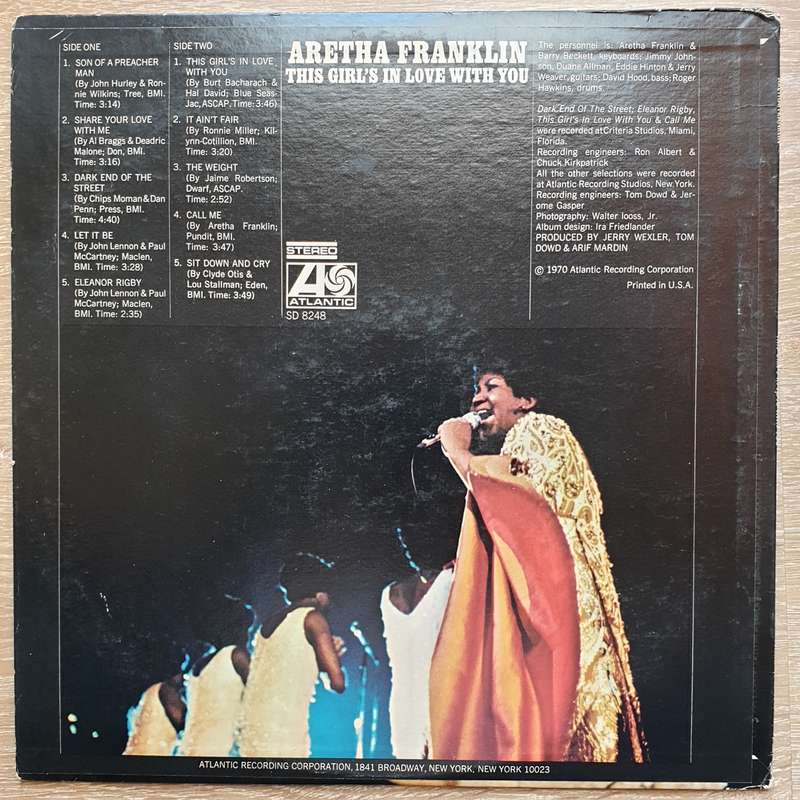 SIDE ONE
1. SON OF A PREACHER
MAN
(By John Hurley & Ron-
nie Wilkins; Tree, BMI.
Time: 3:14)
2. SHARE YOUR LOVE
WITH ME
(By Al Braggs & Deadric
Malone; Don, BMI.
Time: 3:16)
3. DARK END OF THE
STREET
(By Chips Moman & Dan
Penn; Press, BMI.
Time: 4:40)
4. LET IT BE
(By John Lennon & Paul
McCartney; Maclen,
BMI. Time: 3:28)
5. ELEANOR RIGBY
(By John Lennon & Paul
McCartney; Maclen,
BMI. Time: 2:35)
SIDE TWO
1. THIS GIRL'S IN LOVE
WITH YOU
(By Burt Bacharach &
Hal David; Blue Seas-
Jac, ASCAP. Time: 3:46)
2. IT AIN'T FAIR
(By Ronnie Miller; Kil-
ynn-Cotillion, BMI.
Time: 3:20)
3. THE WEIGHT
(By Jaime Robertson;
Dwarf, ASCAP.
Time: 2:52)
4. CALL ME
(By Aretha Franklin;
Pundit, BMI.
Time: 3:47)
5. SIT DOWN AND CRY
(By Clyde Otis &
Lou Stallman; Eden,
BMI. Time: 3:49)
ARETHA FRANKLIN
THIS GIRL'S IN LOVE WITH YOU
STEREO
ATLANTIC
SD 8248
The personnel is: Aretha Franklin &
Barry Beckett, keyboards; Jimmy John-
son, Duane Allman, Eddie Hinton & Jerry
Weaver, guitars; David Hood, bass; Roger
Hawkins, drums.
Dark End Of The Street; Eleanor Rigby,
This Girl's In Love With You & Call Me
were recorded at Criteria Studios, Miami,
Florida.
Recording engineers: Ron Albert &
Chuck Kirkpatrick
All the other selections were recorded
at Atlantic Recording Studios, New York.
Recording engineers: Tom Dowd & Jer-
ome Gasper
Photography: Walter Iooss, Jr.
Album design: Ira Friedlander
PRODUCED BY JERRY WEXLER, TOM
DOWD & ARIF MARDIN
© 1970 Atlantic Recording Corporation
Printed in U.S.A.
ATLANTIC RECORDING CORPORATION, 1841 BROADWAY, NEW YORK, NEW YORK 10023